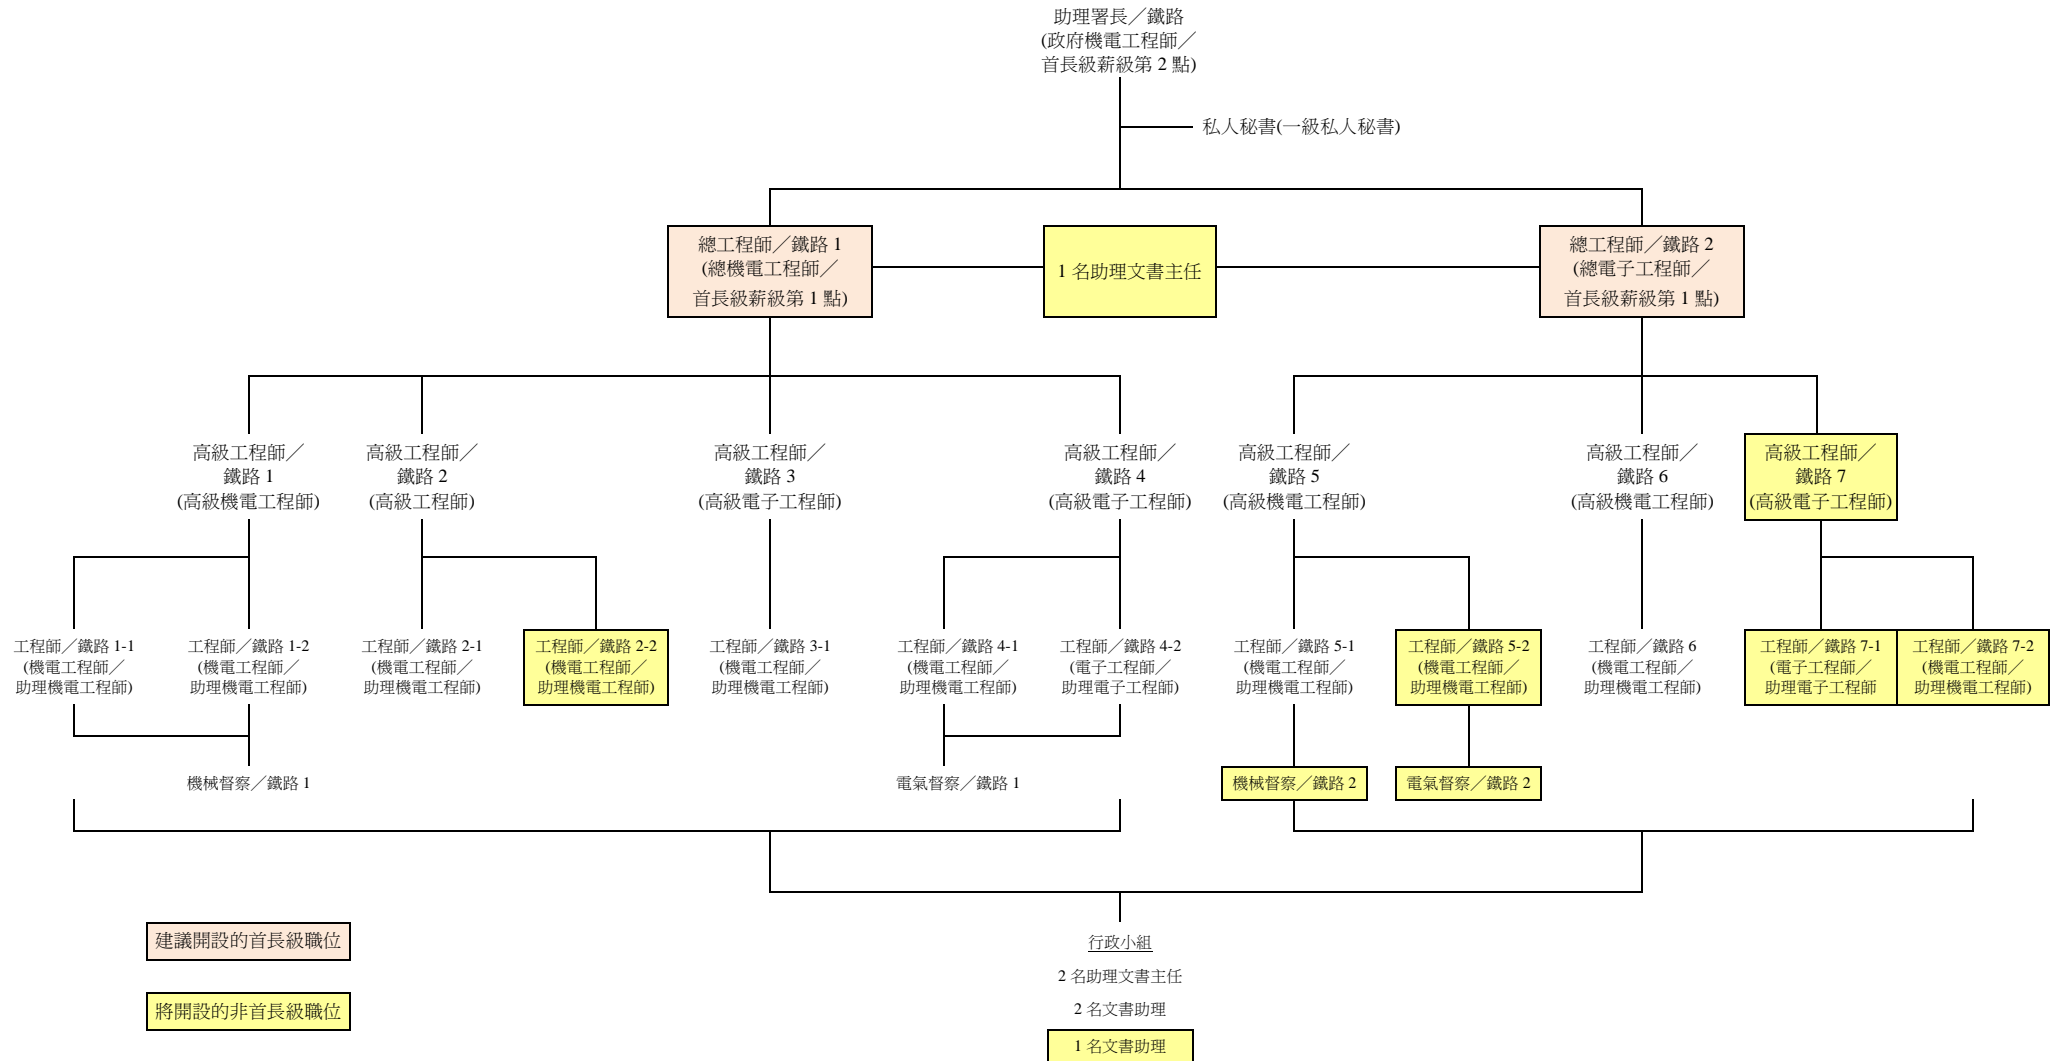 助理署長／鐵路
(政府機電工程師／
首長級薪級第 2 點)
私人秘書(一級私人秘書)
總工程師／鐵路 1
(總機電工程師／
首長級薪級第 1 點)
1 名助理文書主任
總工程師／鐵路 2
(總電子工程師／
首長級薪級第 1 點)
高級工程師／
鐵路 1
(高級機電工程師)
高級工程師／
鐵路 2
(高級工程師)
高級工程師／
鐵路 3
(高級電子工程師)
高級工程師／
鐵路 4
(高級電子工程師)
高級工程師／
鐵路 5
(高級機電工程師)
高級工程師／
鐵路 6
(高級機電工程師)
高級工程師／
鐵路 7
(高級電子工程師)
工程師／鐵路 1-1
(機電工程師／
助理機電工程師)
工程師／鐵路 1-2
(機電工程師／
助理機電工程師)
工程師／鐵路 2-1
(機電工程師／
助理機電工程師)
工程師／鐵路 2-2
(機電工程師／
助理機電工程師)
工程師／鐵路 3-1
(機電工程師／
助理機電工程師)
工程師／鐵路 4-1
(機電工程師／
助理機電工程師)
工程師／鐵路 4-2
(電子工程師／
助理電子工程師)
工程師／鐵路 5-1
(機電工程師／
助理機電工程師)
工程師／鐵路 5-2
(機電工程師／
助理機電工程師)
工程師／鐵路 6
(機電工程師／
助理機電工程師)
工程師／鐵路 7-1
(電子工程師／
助理電子工程師
工程師／鐵路 7-2
(機電工程師／
助理機電工程師)
機械督察／鐵路 1
電氣督察／鐵路 1
機械督察／鐵路 2
電氣督察／鐵路 2
建議開設的首長級職位
將開設的非首長級職位
行政小組
2 名助理文書主任
2 名文書助理
1 名文書助理